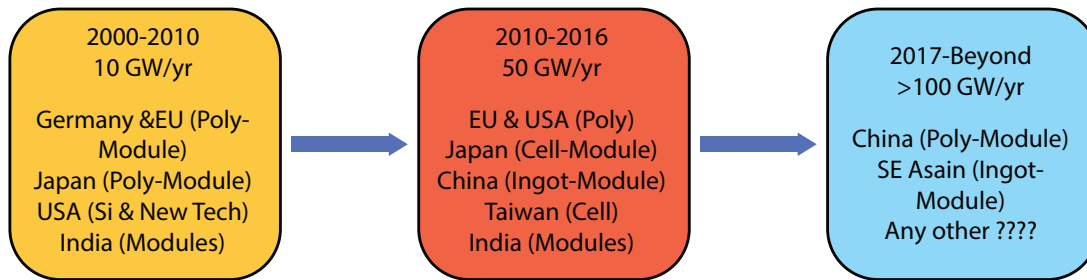 2000-2010
10 GW/yr
Germany &EU (Poly-
Module)
Japan (Poly-Module)
USA (Si & New Tech)
India (Modules)
2010-2016
50 GW/yr
EU & USA (Poly)
Japan (Cell-Module)
China (Ingot-Module)
Taiwan (Cell)
India (Modules)
2017-Beyond
>100 GW/yr
China (Poly-Module)
SE Asain (Ingot-
Module)
Any other ????